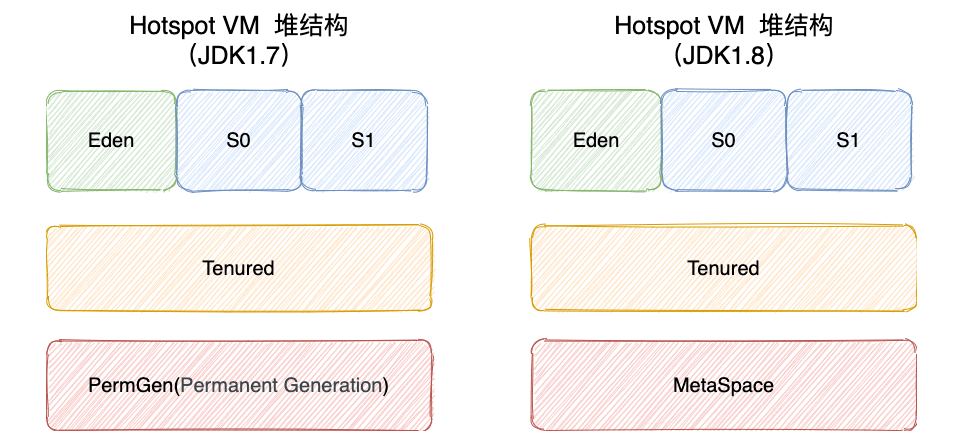 Hotspot VM 堆结构
（JDK1.7）
Eden
S0
S1
Tenured
PermGen(Permanent Generation)
Hotspot VM 堆结构
（JDK1.8）
Eden
S0
S1
Tenured
MetaSpace